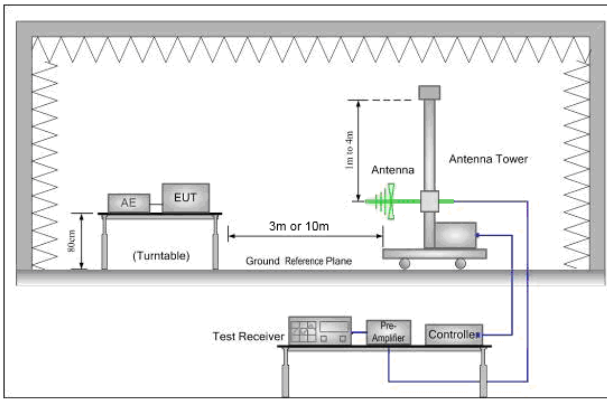 1m to 4m
Antenna
Antenna Tower
AE
EUT
80cm
(Turntable)
3m or 10m
Ground Reference Plane
Test Receiver
Pre-
Amplifier
Controller